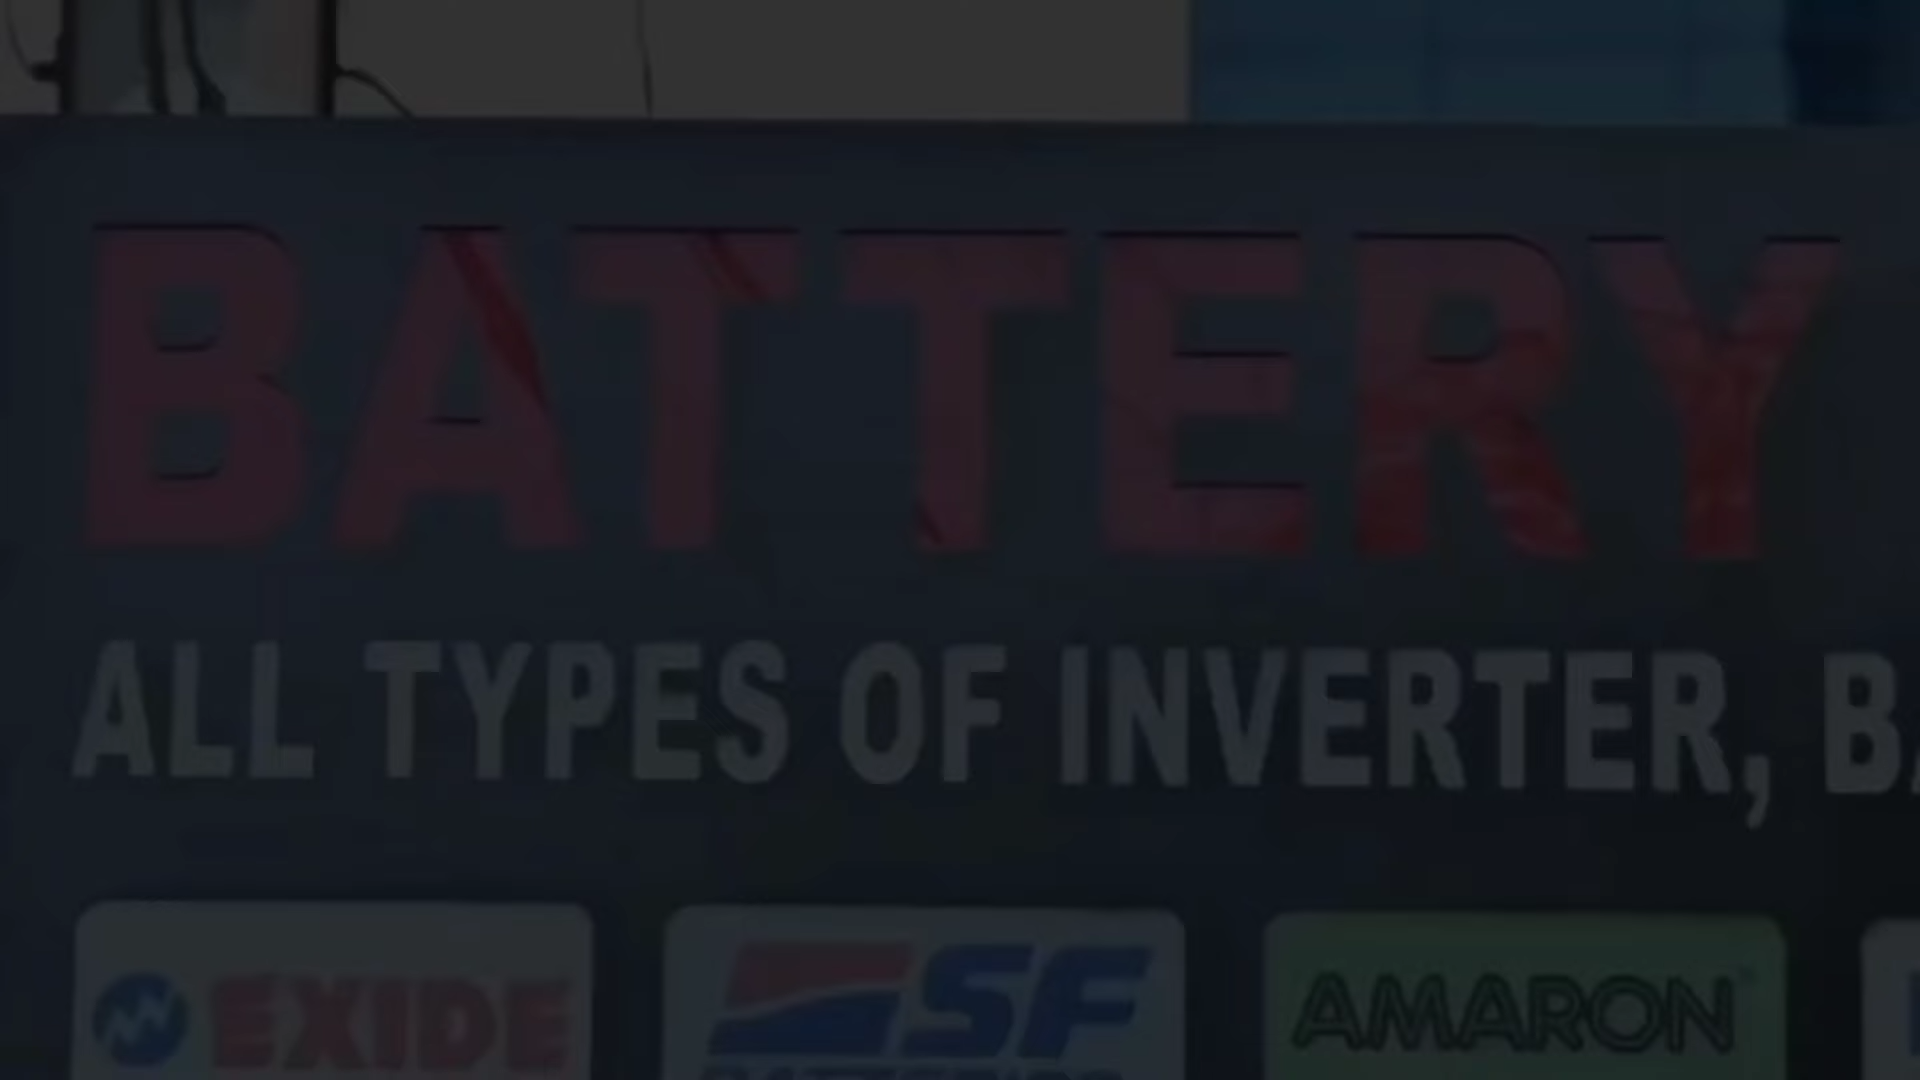 BATTERY
ALL TYPES OF INVERTER,
EXIDE
SF
AMARON